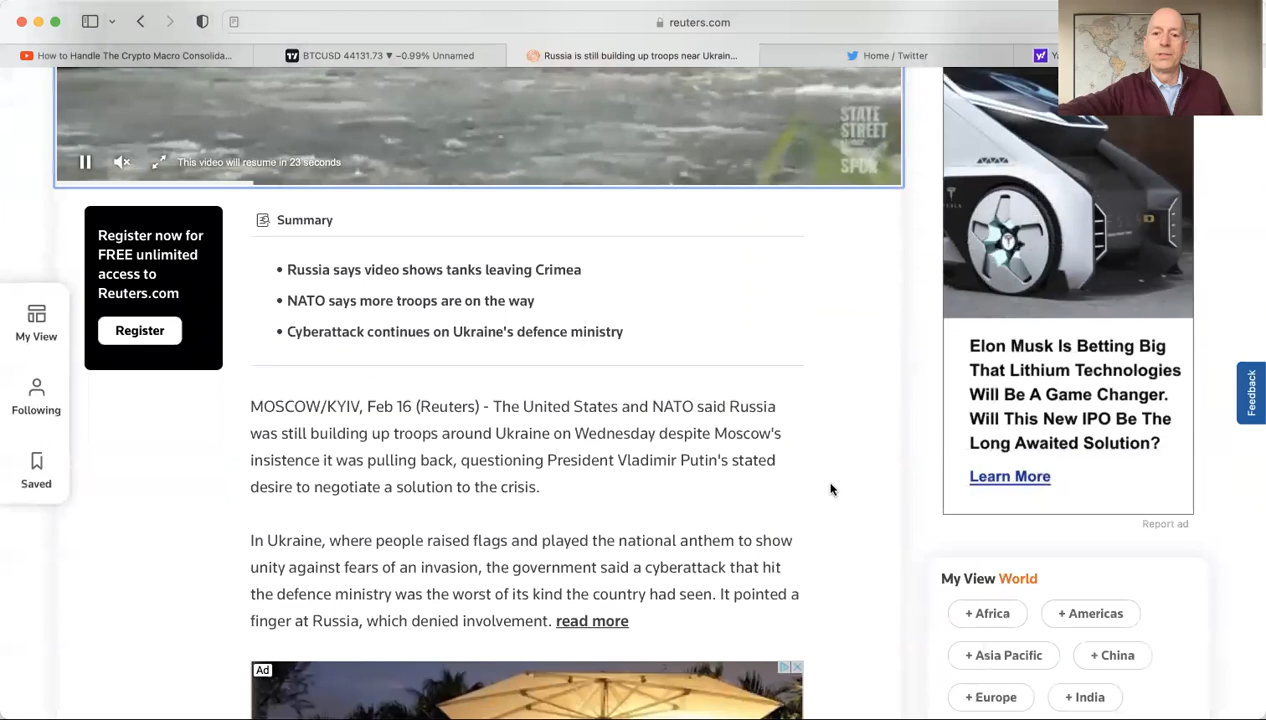 reuters.com
How to Handle The Crypto Macro Consolida...
BTCUSD 44131.73 ▼ −0.99% Unnamed
Russia is still building up troops near Ukrain...
Home / Twitter
Ya
This video will resume in 23 seconds
STATE
STREET
SPDR
Register now for
FREE unlimited
access to
Reuters.com
Register
My View
Following
Saved
Summary
• Russia says video shows tanks leaving Crimea
• NATO says more troops are on the way
• Cyberattack continues on Ukraine's defence ministry
MOSCOW/KYIV, Feb 16 (Reuters) - The United States and NATO said Russia
was still building up troops around Ukraine on Wednesday despite Moscow's
insistence it was pulling back, questioning President Vladimir Putin's stated
desire to negotiate a solution to the crisis.
In Ukraine, where people raised flags and played the national anthem to show
unity against fears of an invasion, the government said a cyberattack that hit
the defence ministry was the worst of its kind the country had seen. It pointed a
finger at Russia, which denied involvement. read more
Ad
Elon Musk Is Betting Big
That Lithium Technologies
Will Be A Game Changer.
Will This New IPO Be The
Long Awaited Solution?
Learn More
Report ad
Feedback
My View World
+ Africa
+ Americas
+ Asia Pacific
+ China
+ Europe
+ India